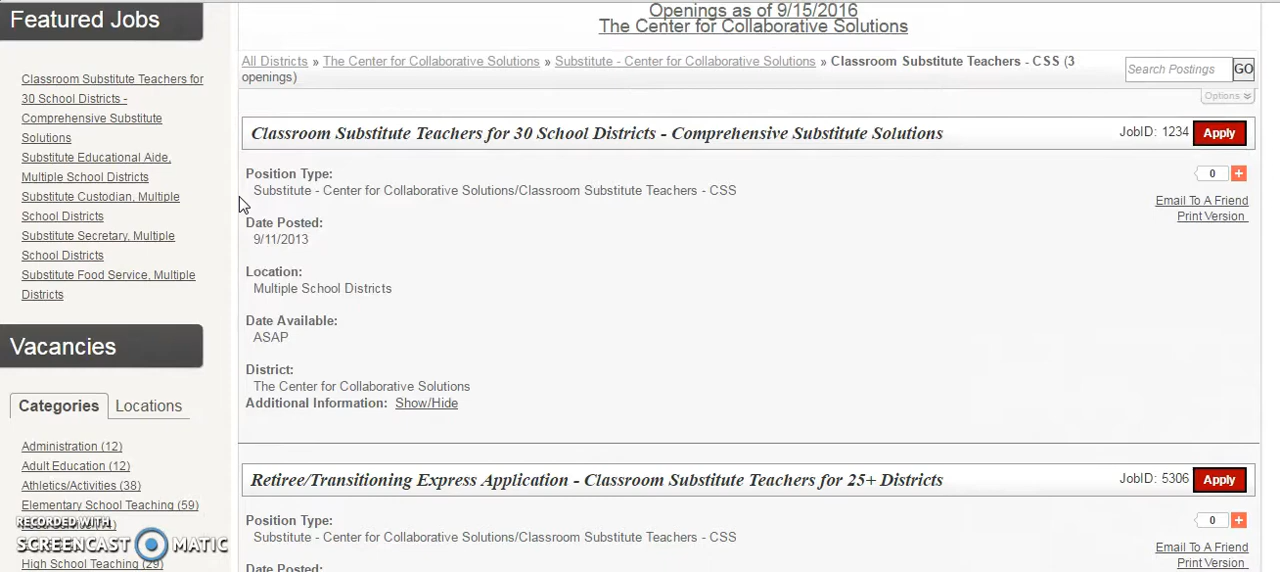 Featured Jobs
Classroom Substitute Teachers for
30 School Districts -
Comprehensive Substitute
Solutions
Substitute Educational Aide,
Multiple School Districts
Substitute Custodian, Multiple
School Districts
Substitute Secretary, Multiple
School Districts
Substitute Food Service, Multiple
Districts
Vacancies
Categories
Locations
Administration (12)
Adult Education (12)
Athletics/Activities (38)
Elementary School Teaching (59)
High School Teaching (29)
RECORDED WITH
SCREENCAST MATIC
Openings as of 9/15/2016
The Center for Collaborative Solutions
All Districts » The Center for Collaborative Solutions » Substitute - Center for Collaborative Solutions » Classroom Substitute Teachers - CSS (3
openings)
Search Postings GO
Options
Classroom Substitute Teachers for 30 School Districts - Comprehensive Substitute Solutions JobID: 1234 Apply
Position Type:
Substitute - Center for Collaborative Solutions/Classroom Substitute Teachers - CSS
0 +
Email To A Friend
Print Version
Date Posted:
9/11/2013
Location:
Multiple School Districts
Date Available:
ASAP
District:
The Center for Collaborative Solutions
Additional Information: Show/Hide
Retiree/Transitioning Express Application - Classroom Substitute Teachers for 25+ Districts JobID: 5306 Apply
Position Type:
Substitute - Center for Collaborative Solutions/Classroom Substitute Teachers - CSS
0 +
Email To A Friend
Print Version
Date Posted: